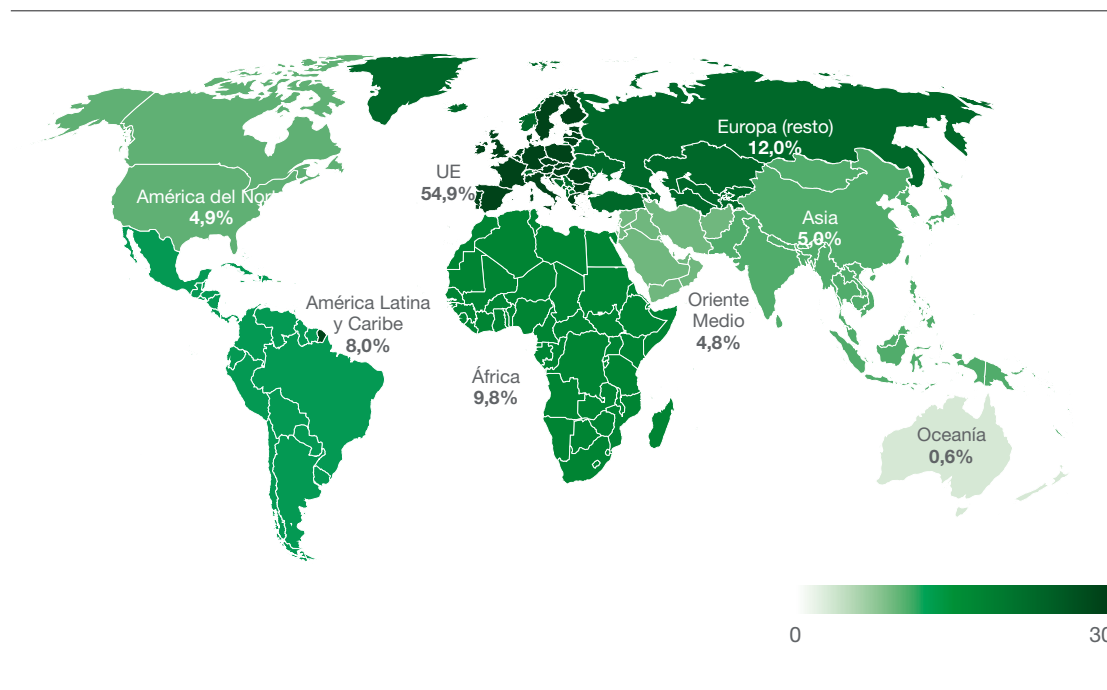 Europa (resto)
12,0%
UE
54,9%
América del Nor
4,9%
Asia
5,0%
América Latina
y Caribe
8,0%
Oriente
Medio
4,8%
África
9,8%
Oceanía
0,6%
0
30